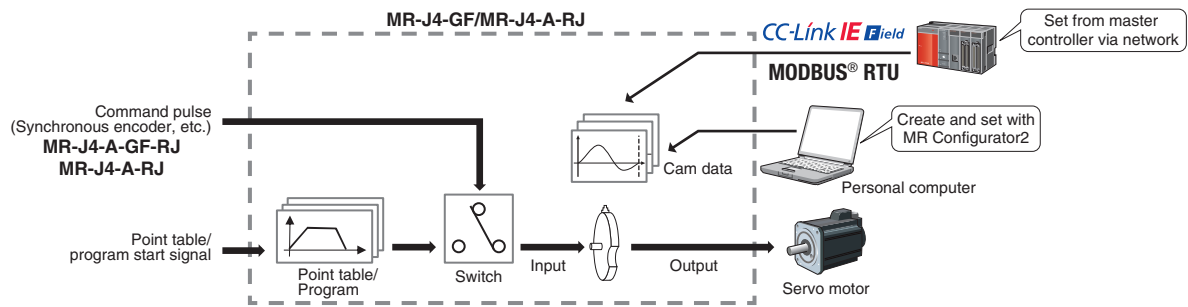 MR-J4-GF/MR-J4-A-RJ
CC-Link IE Field
MODBUS® RTU
Set from master
controller via network
Command pulse
(Synchronous encoder, etc.)
MR-J4-A-GF-RJ
MR-J4-A-RJ
Cam data
Create and set with
MR Configurator2
Personal computer
Point table/
program start signal
Point table/
Program
Switch
Input
Output
Servo motor